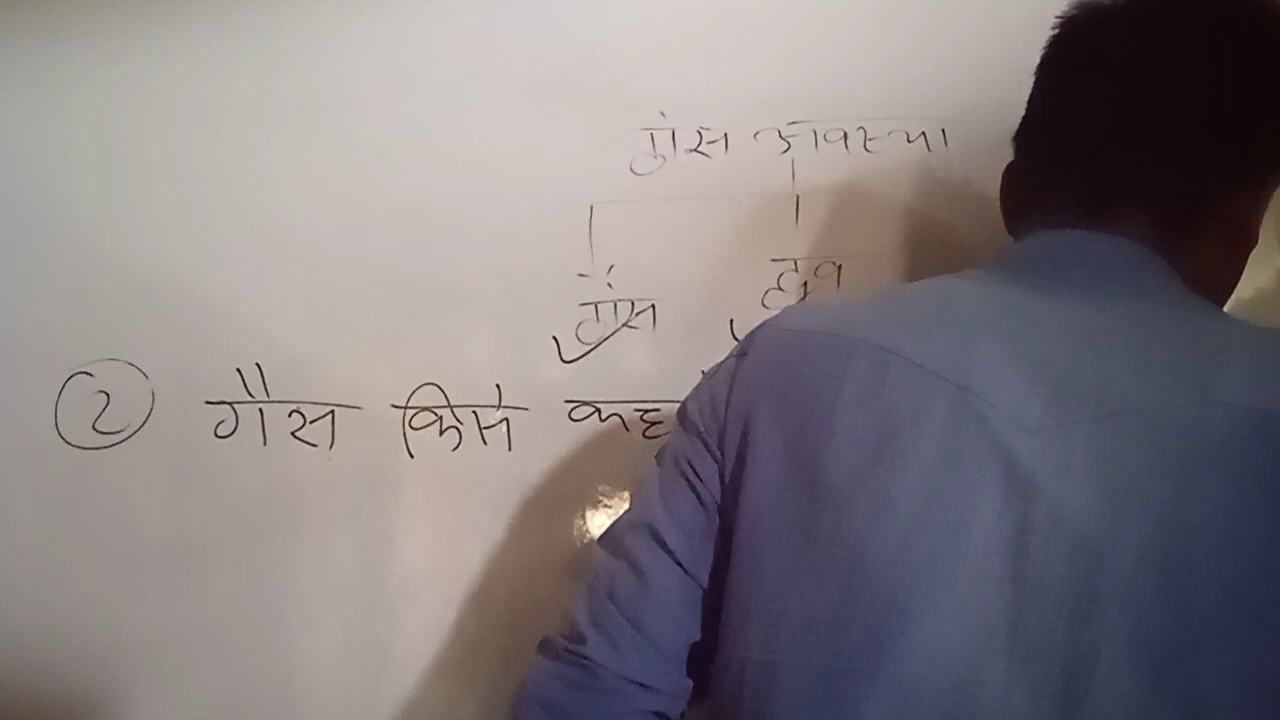 ठोंस अवस्था
ठोंस द्रव
② गैस किसे कह